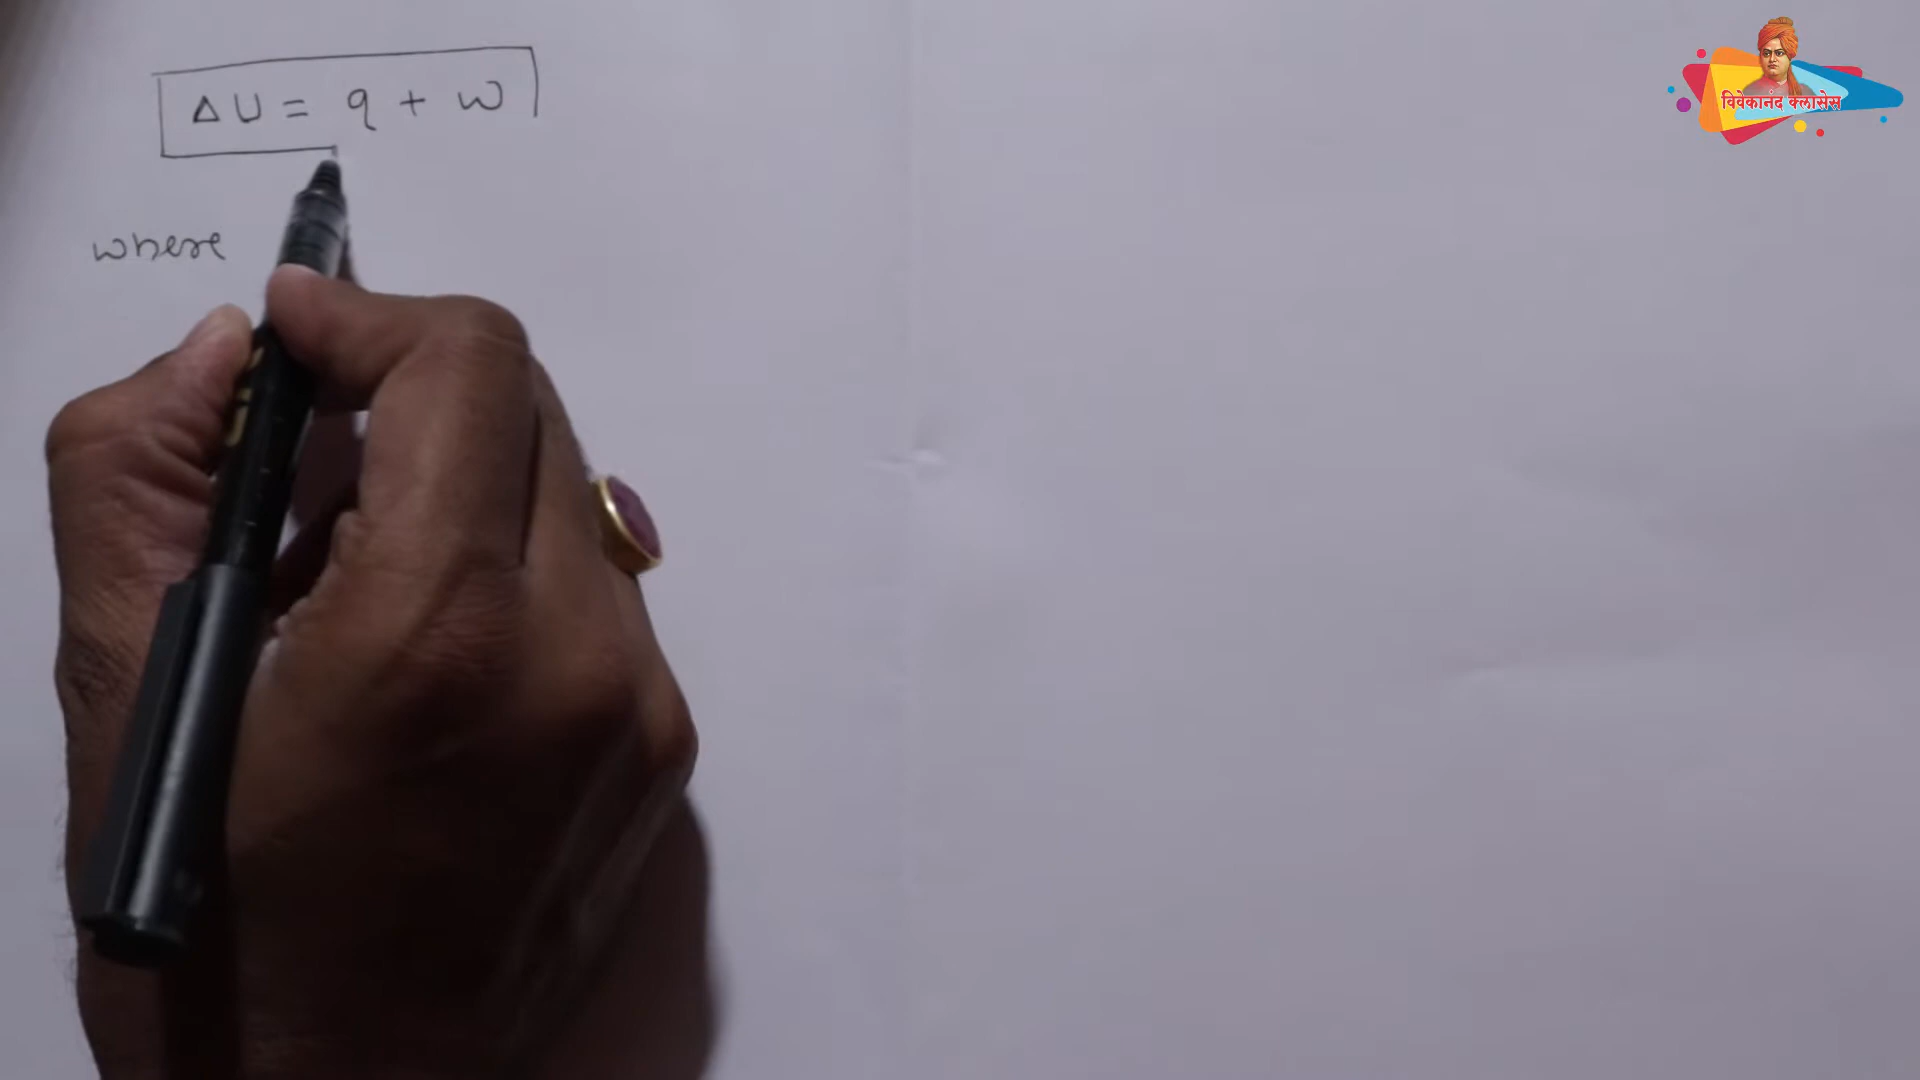 ΔU = q + w
where
विवेकानंद क्लासेस